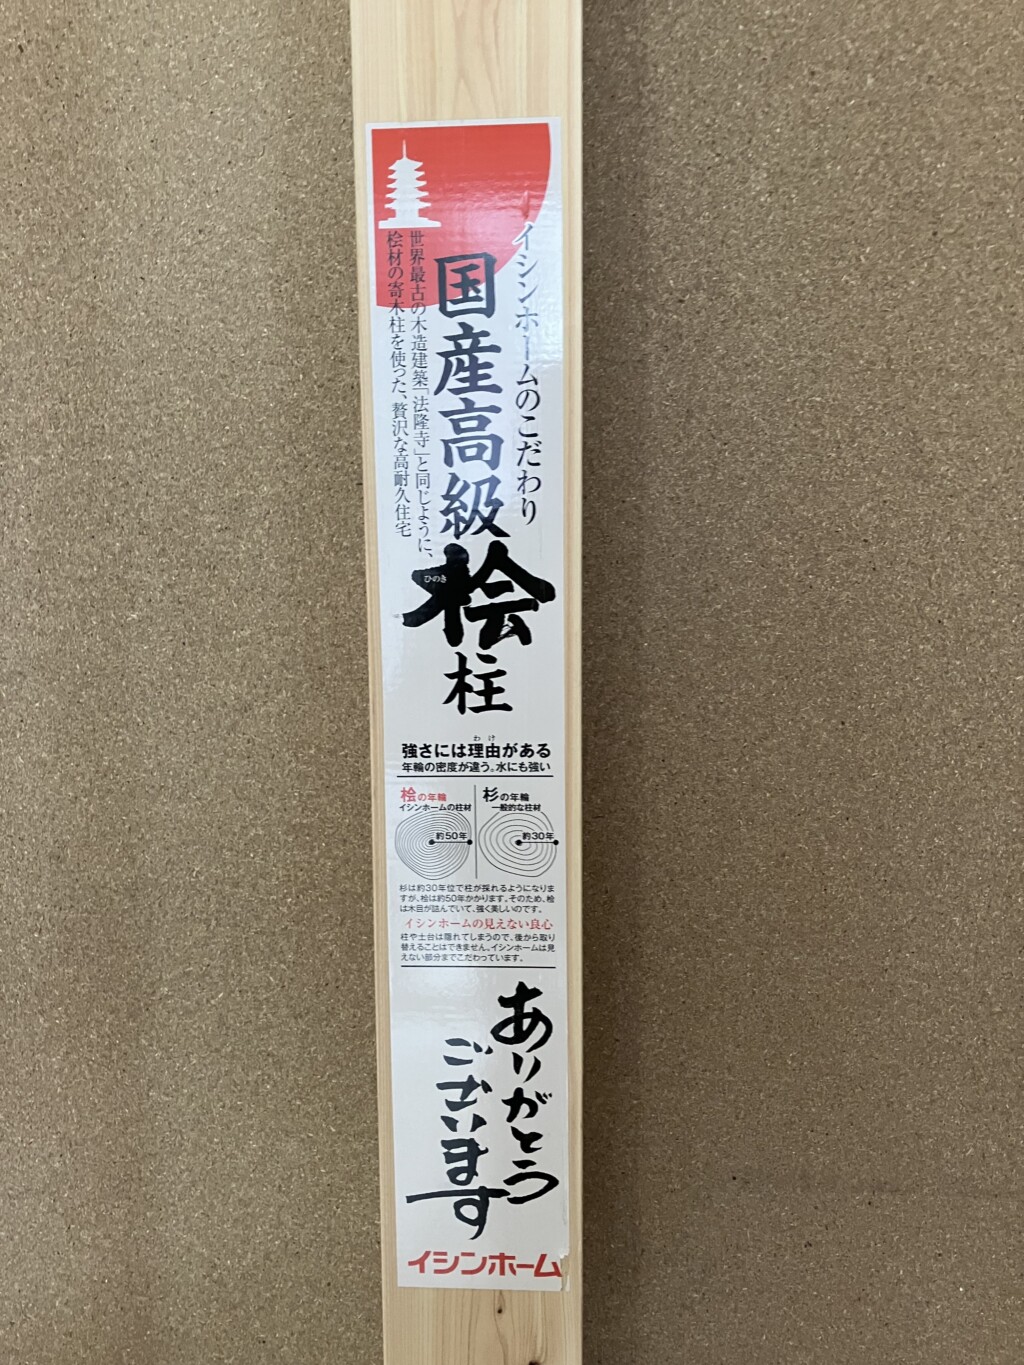 イシンホームのこだわり
国産高級
桧柱
ひのき
世界最古の木造建築「法隆寺」と同じように、
桧材の寄木柱を使った、贅沢な高耐久住宅
わけ
強さには理由がある
年輪の密度が違う。水にも強い
桧の年輪
イシンホームの柱材
約50年
杉の年輪
一般的な柱材
約30年
杉は約30年位で柱が採れるようになりま
すが、桧は約50年かかります。そのため、桧
は木目が詰んでいて、強く美しいのです。
イシンホームの見えない良心
柱や土台は隠れてしまうので、後から取り
替えることはできません。イシンホームは見
えない部分までこだわっています。
ありがとう
ございます
イシンホーム